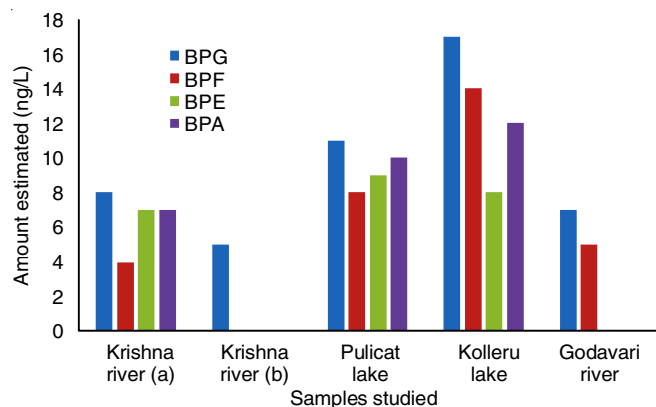 18
16
14
12
10
8
6
4
2
0
Amount estimated (ng/L)
BPG
BPF
BPE
BPA
Krishna
river (a)
Krishna
river (b)
Pulicat
lake
Kolleru
lake
Godavari
river
Samples studied